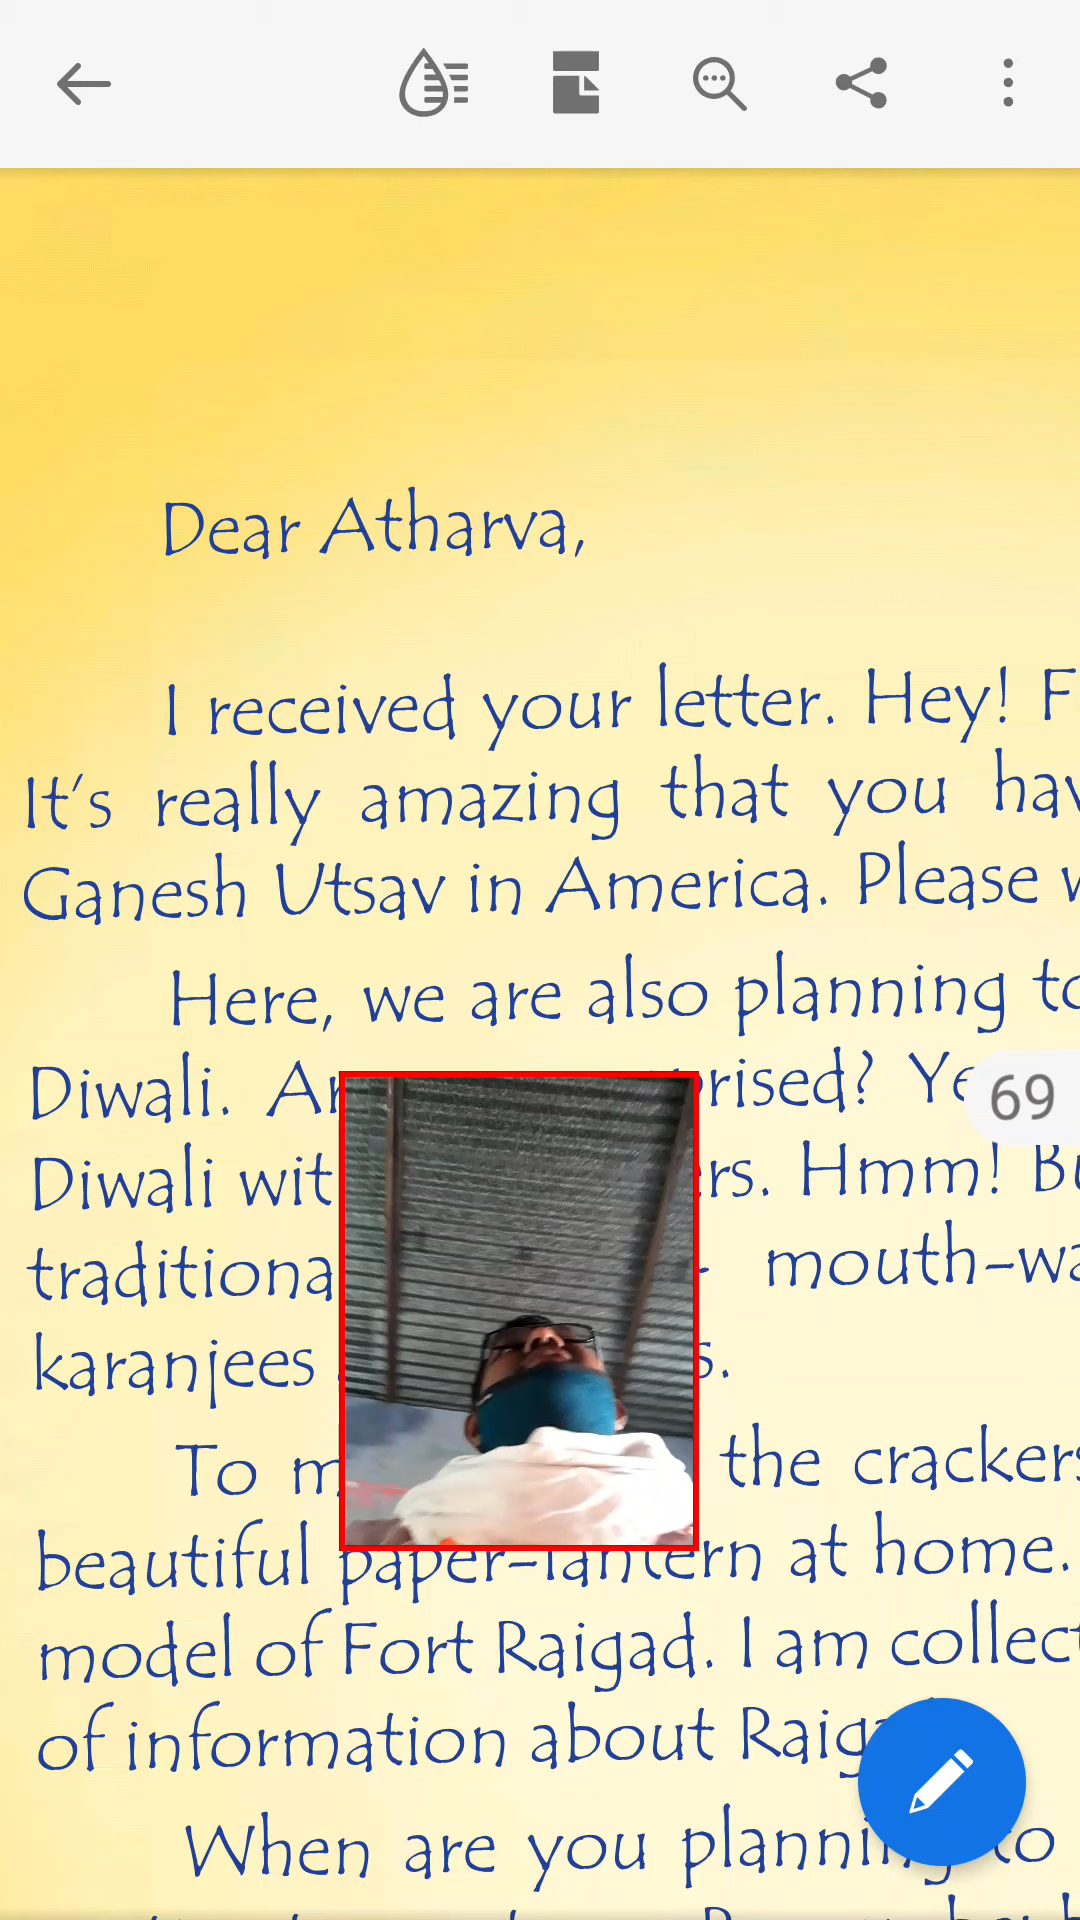 Dear Atharva,
I received your letter. Hey! F
It's really amazing that you hav
Ganesh Utsav in America. Please w
Here, we are also planning to
Diwali. Ar prised? Ye
69
Diwali wit rs. Hmm! Bu
traditiona mouth-wa
karanjees s.
To m the crackers
beautiful paper-lantern at home.
model of Fort Raigad. I am collect
of information about Raiga
When are you planning to